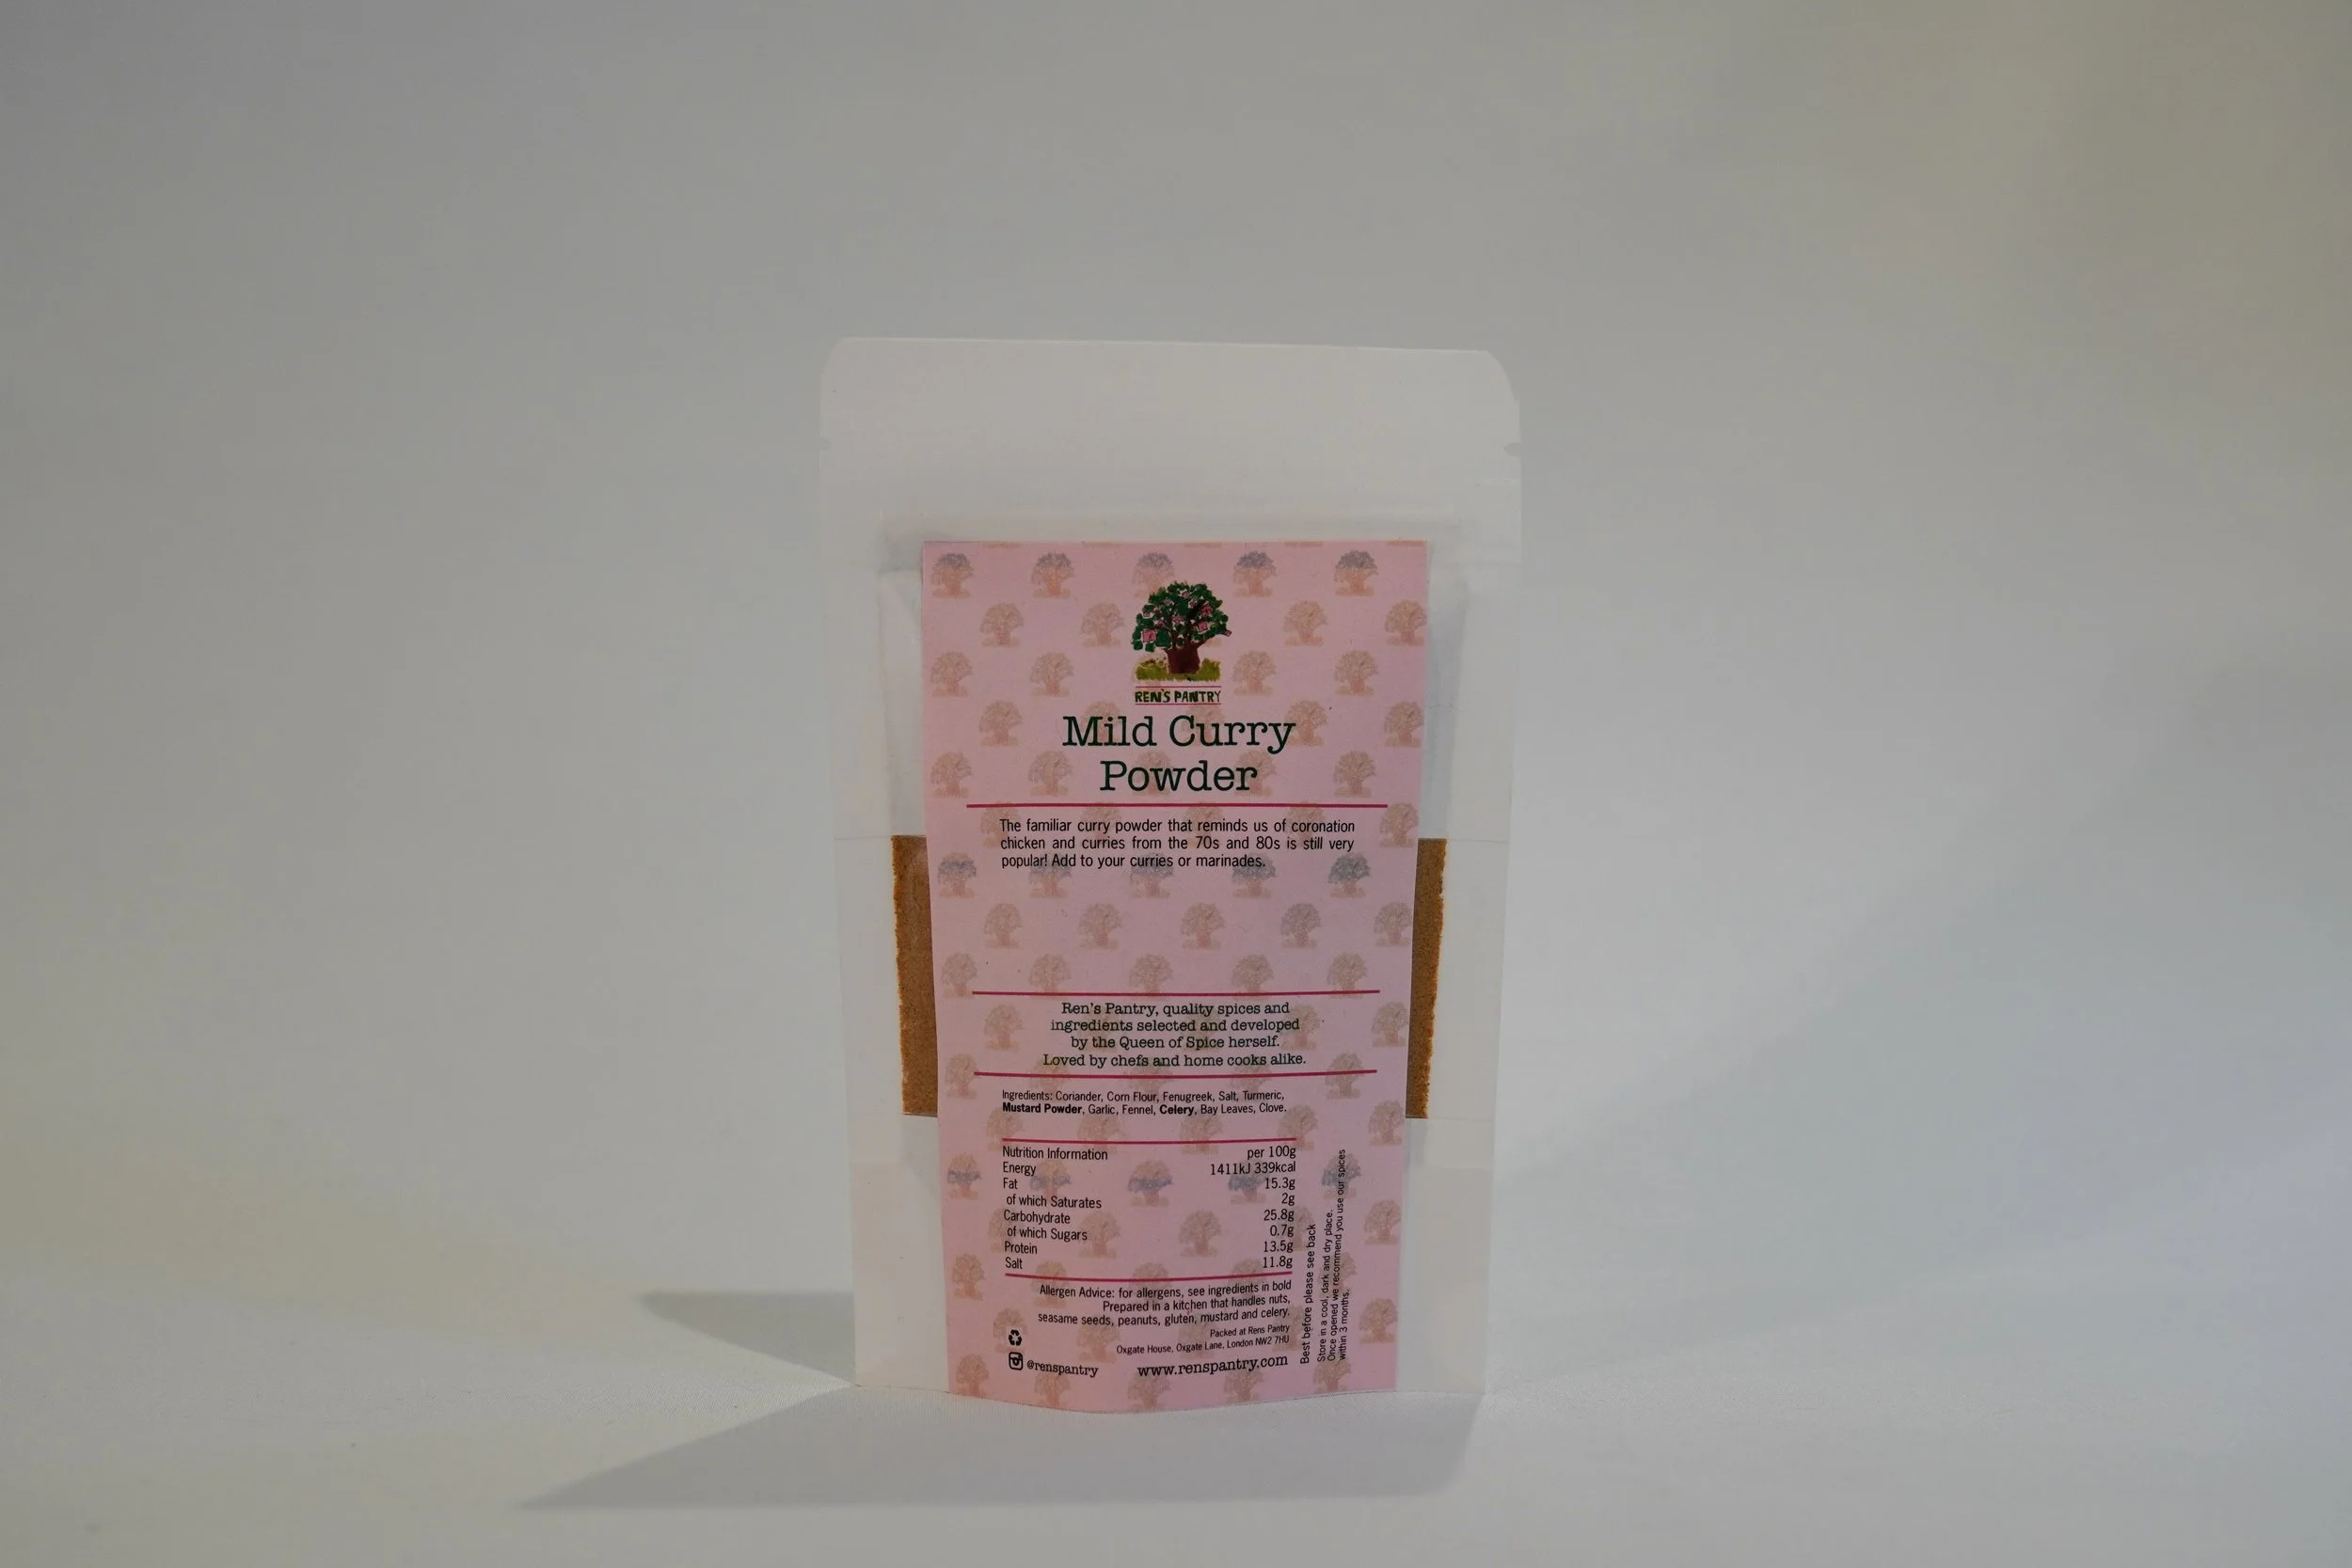 REN'S PANTRY
Mild Curry
Powder
The familiar curry powder that reminds us of coronation
chicken and curries from the 70s and 80s is still very
popular! Add to your curries or marinades.
Ren's Pantry, quality spices and
ingredients selected and developed
by the Queen of Spice herself.
Loved by chefs and home cooks alike.
Ingredients: Coriander, Corn Flour, Fenugreek, Salt, Turmeric,
Mustard Powder, Garlic, Fennel, Celery, Bay Leaves, Clove.
Nutrition Information per 100g
Energy 1411kJ 339kcal
Fat 15.3g
of which Saturates 2g
Carbohydrate 25.8g
of which Sugars 0.7g
Protein 13.5g
Salt 11.8g
Allergen Advice: for allergens, see ingredients in bold
Prepared in a kitchen that handles nuts,
seasame seeds, peanuts, gluten, mustard and celery.
Packed at Rens Pantry
Oxgate House, Oxgate Lane, London NW2 7HU
@renspantry www.renspantry.com
Best before please see back
Store in a cool, dark and dry place.
Once opened we recommend you use our spices
within 3 months.